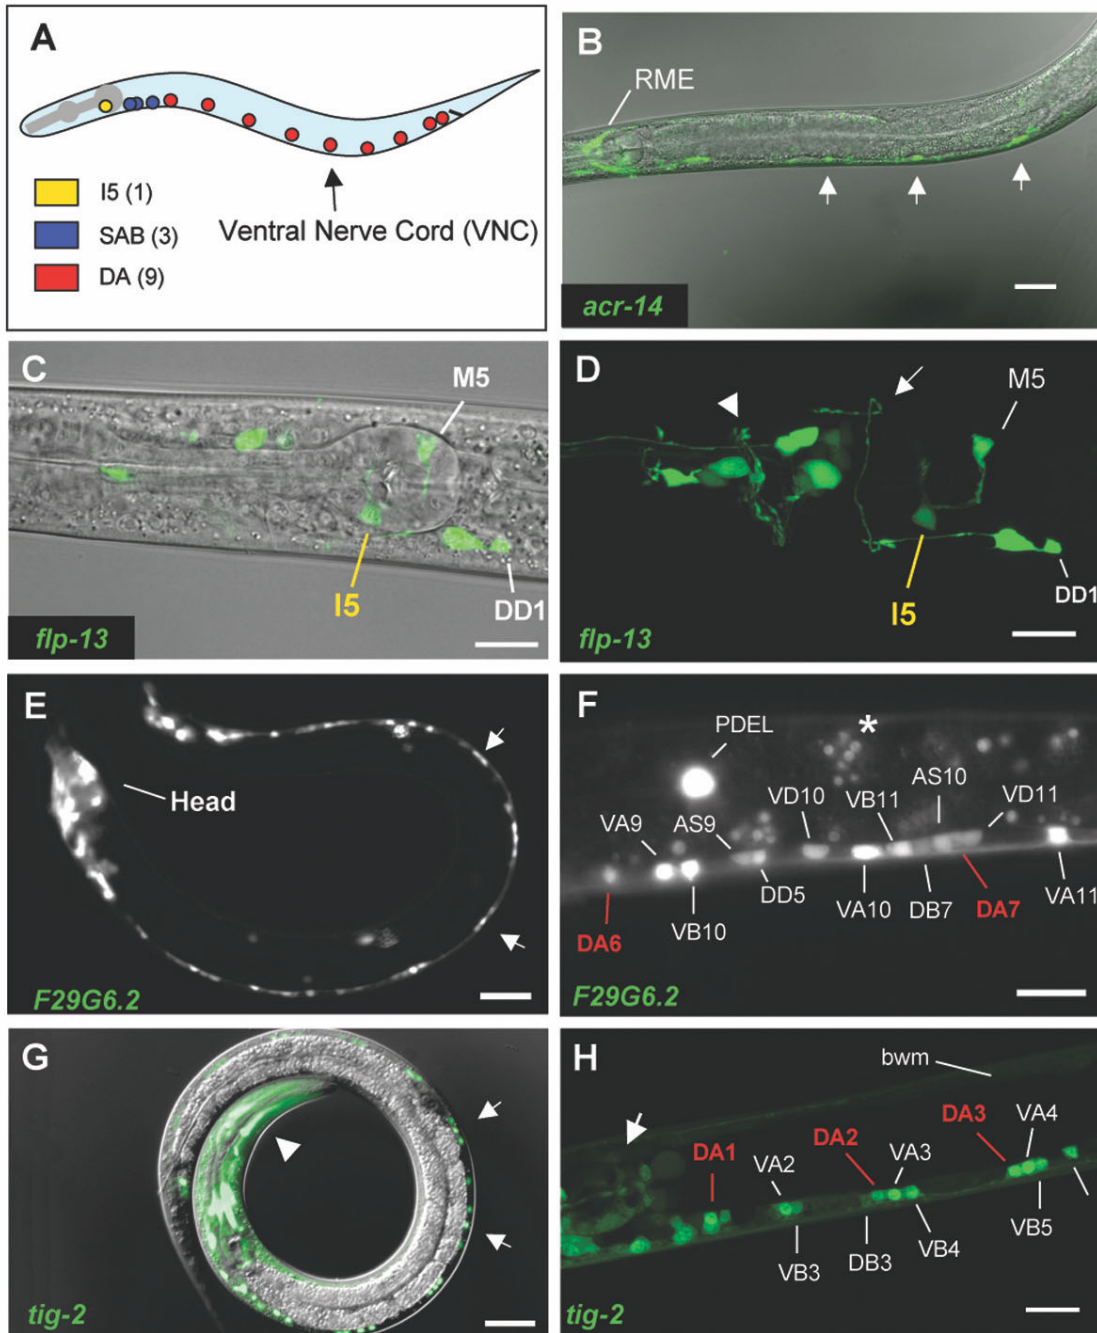 A
I5 (1)
SAB (3)
DA (9)
Ventral Nerve Cord (VNC)
B
RME
acr-14
C
M5
I5
DD1
flp-13
D
M5
I5
DD1
flp-13
E
Head
F29G6.2
F
*
PDEL
AS10
VD10
VB11
VD11
VA9
AS9
DD5
VA10
DB7
DA7
VA11
DA6
VB10
F29G6.2
G
tig-2
H
bwm
DA3
VA4
DA2
VA3
DA1
VA2
VB5
VB4
VB3
DB3
tig-2